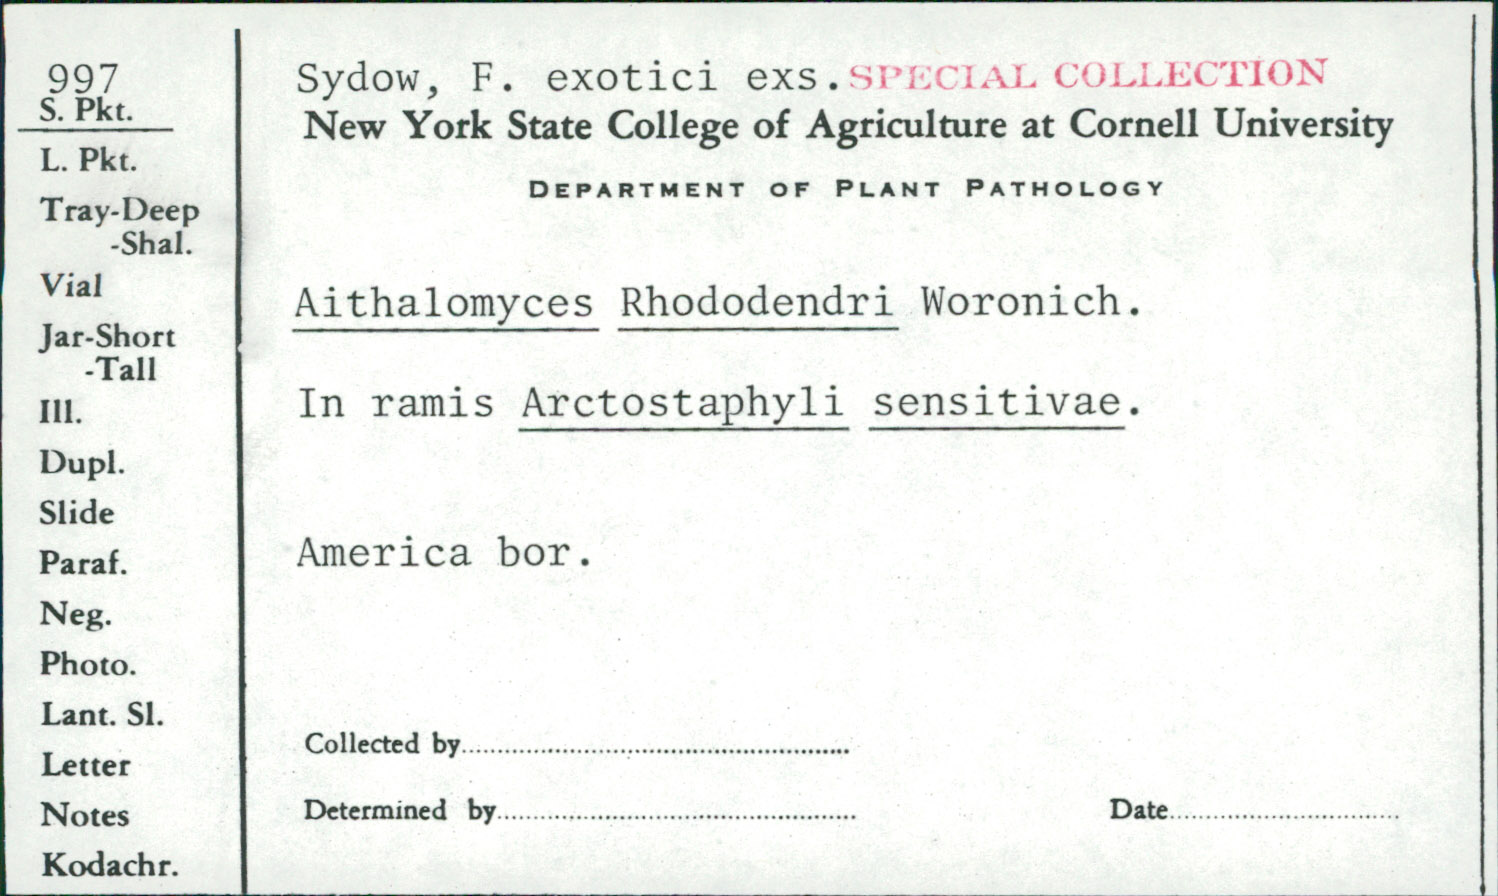 997
S. Pkt.
L. Pkt.
Tray-Deep
-Shal.
Vial
Jar-Short
-Tall
Ill.
Dupl.
Slide
Paraf.
Neg.
Photo.
Lant. Sl.
Letter
Notes
Kodachr.
Sydow, F. exotici exs. SPECIAL COLLECTION
New York State College of Agriculture at Cornell University
DEPARTMENT OF PLANT PATHOLOGY
Aithalomyces Rhododendri Woronich.
In ramis Arctostaphyli sensitivae.
America bor.
Collected by
Determined by Date